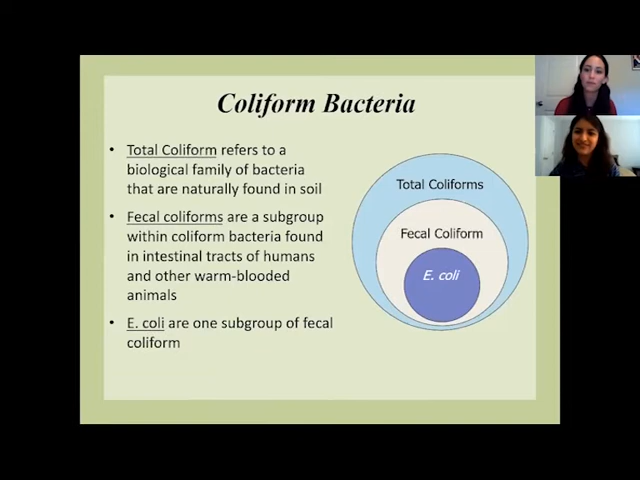 Coliform Bacteria
• Total Coliform refers to a
biological family of bacteria
that are naturally found in soil
• Fecal coliforms are a subgroup
within coliform bacteria found
in intestinal tracts of humans
and other warm-blooded
animals
• E. coli are one subgroup of fecal
coliform
Total Coliforms
Fecal Coliform
E. coli